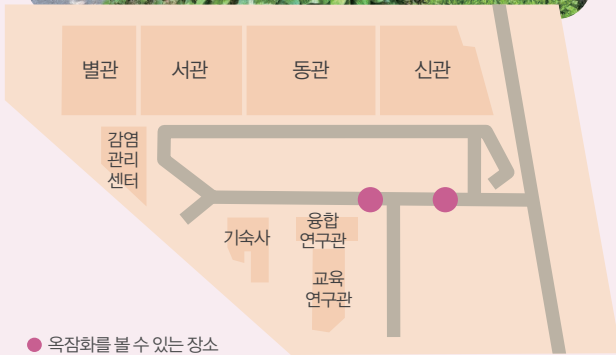 별관
서관
동관
신관
감염
관리
센터
기숙사
융합
연구관
교육
연구관
옥잠화를 볼 수 있는 장소